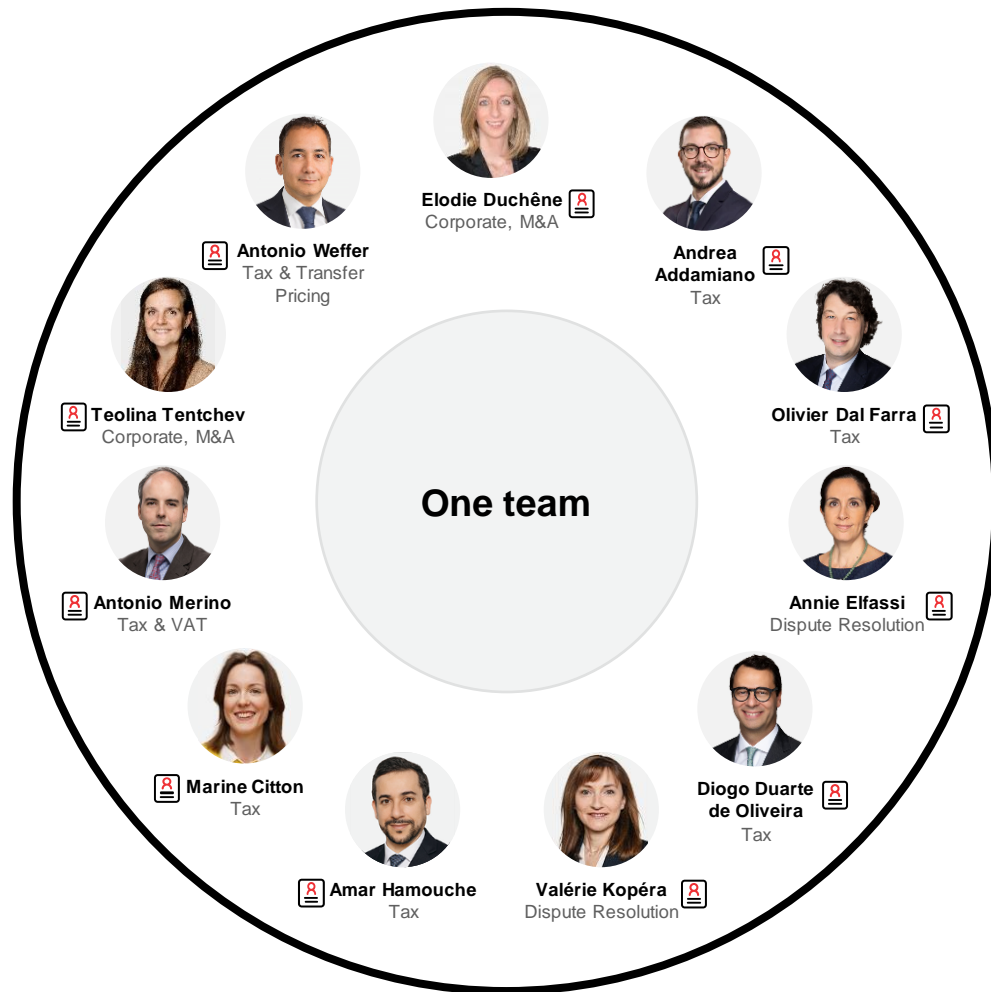 Elodie Duchêne
Corporate, M&A
Andrea
Addamiano
Tax
Olivier Dal Farra
Tax
Annie Elfassi
Dispute Resolution
Diogo Duarte
de Oliveira
Tax
Valérie Kopéra
Dispute Resolution
Amar Hamouche
Tax
Marine Citton
Tax
Antonio Merino
Tax & VAT
Teolina Tentchev
Corporate, M&A
Antonio Weffer
Tax & Transfer
Pricing
One team